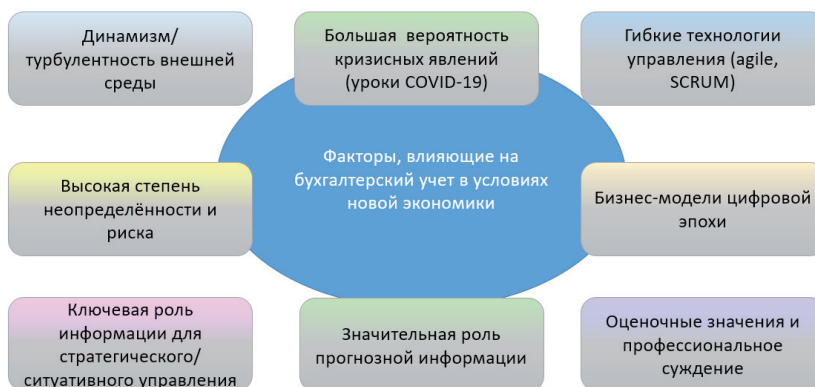 Динамизм/
турбулентность внешней
среды
Большая вероятность
кризисных явлений
(уроки COVID-19)
Гибкие технологии
управления (agile,
SCRUM)
Факторы, влияющие на
бухгалтерский учет в условиях
новой экономики
Высокая степень
неопределённости и
риска
Бизнес-модели цифровой
эпохи
Ключевая роль
информации для
стратегического/
ситуативного управления
Значительная роль
прогнозной информации
Оценочные значения и
профессиональное
суждение